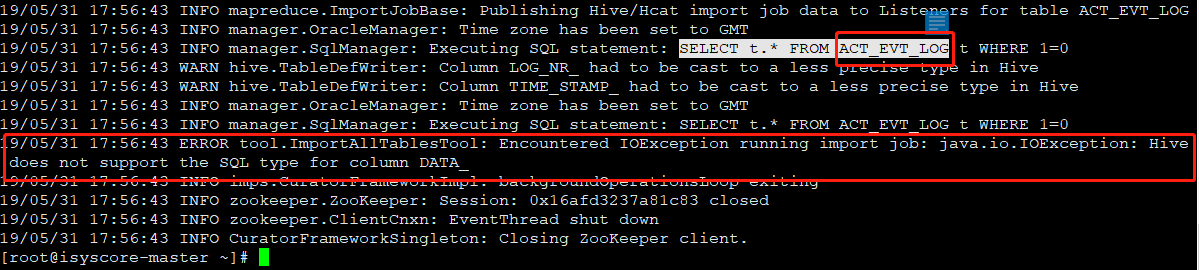 19/05/31 17:56:43 INFO mapreduce.ImportJobBase: Publishing Hive/Hcat import job data to Listeners for table ACT_EVT_LOG
19/05/31 17:56:43 INFO manager.OracleManager: Time zone has been set to GMT
19/05/31 17:56:43 INFO manager.SqlManager: Executing SQL statement: SELECT t.* FROM ACT_EVT_LOG t WHERE 1=0
19/05/31 17:56:43 WARN hive.TableDefWriter: Column LOG_NR_ had to be cast to a less precise type in Hive
19/05/31 17:56:43 WARN hive.TableDefWriter: Column TIME_STAMP_ had to be cast to a less precise type in Hive
19/05/31 17:56:43 INFO manager.OracleManager: Time zone has been set to GMT
19/05/31 17:56:43 INFO manager.SqlManager: Executing SQL statement: SELECT t.* FROM ACT_EVT_LOG t WHERE 1=0
19/05/31 17:56:43 ERROR tool.ImportAllTablesTool: Encountered IOException running import job: java.io.IOException: Hive
does not support the SQL type for column DATA_
19/05/31 17:56:43 INFO imps.CuratorFrameworkImpl: backgroundOperationsLoop exiting
19/05/31 17:56:43 INFO zookeeper.ZooKeeper: Session: 0x16afd3237a81c83 closed
19/05/31 17:56:43 INFO zookeeper.ClientCnxn: EventThread shut down
19/05/31 17:56:43 INFO CuratorFrameworkSingleton: Closing ZooKeeper client.
[root@isyscore-master ~]#